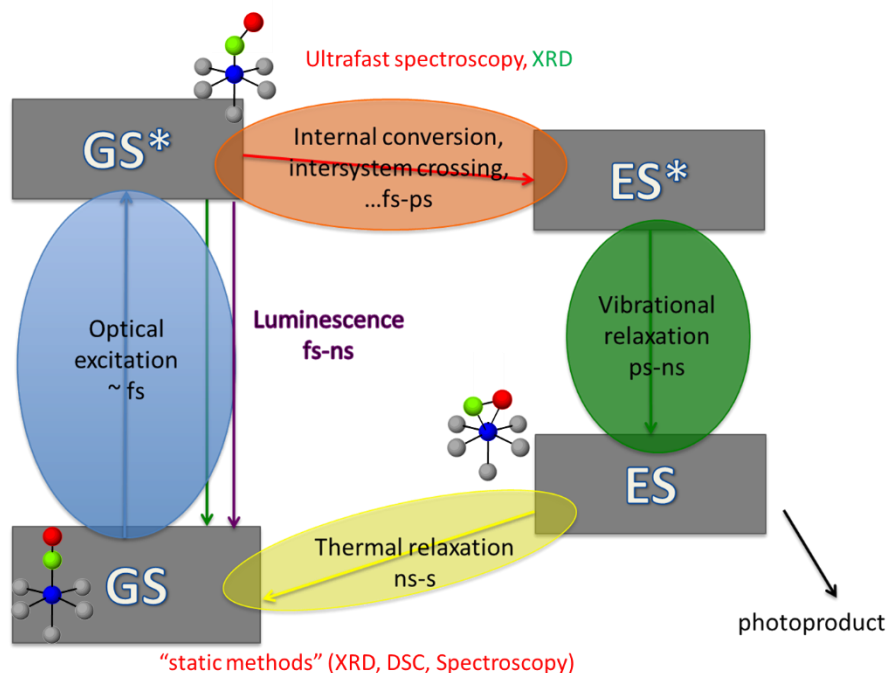 Ultrafast spectroscopy, XRD
GS*
Internal conversion,
intersystem crossing,
...fs-ps
ES*
Optical
excitation
~ fs
Luminescence
fs-ns
Vibrational
relaxation
ps-ns
ES
GS
Thermal relaxation
ns-s
photoproduct
“static methods” (XRD, DSC, Spectroscopy)